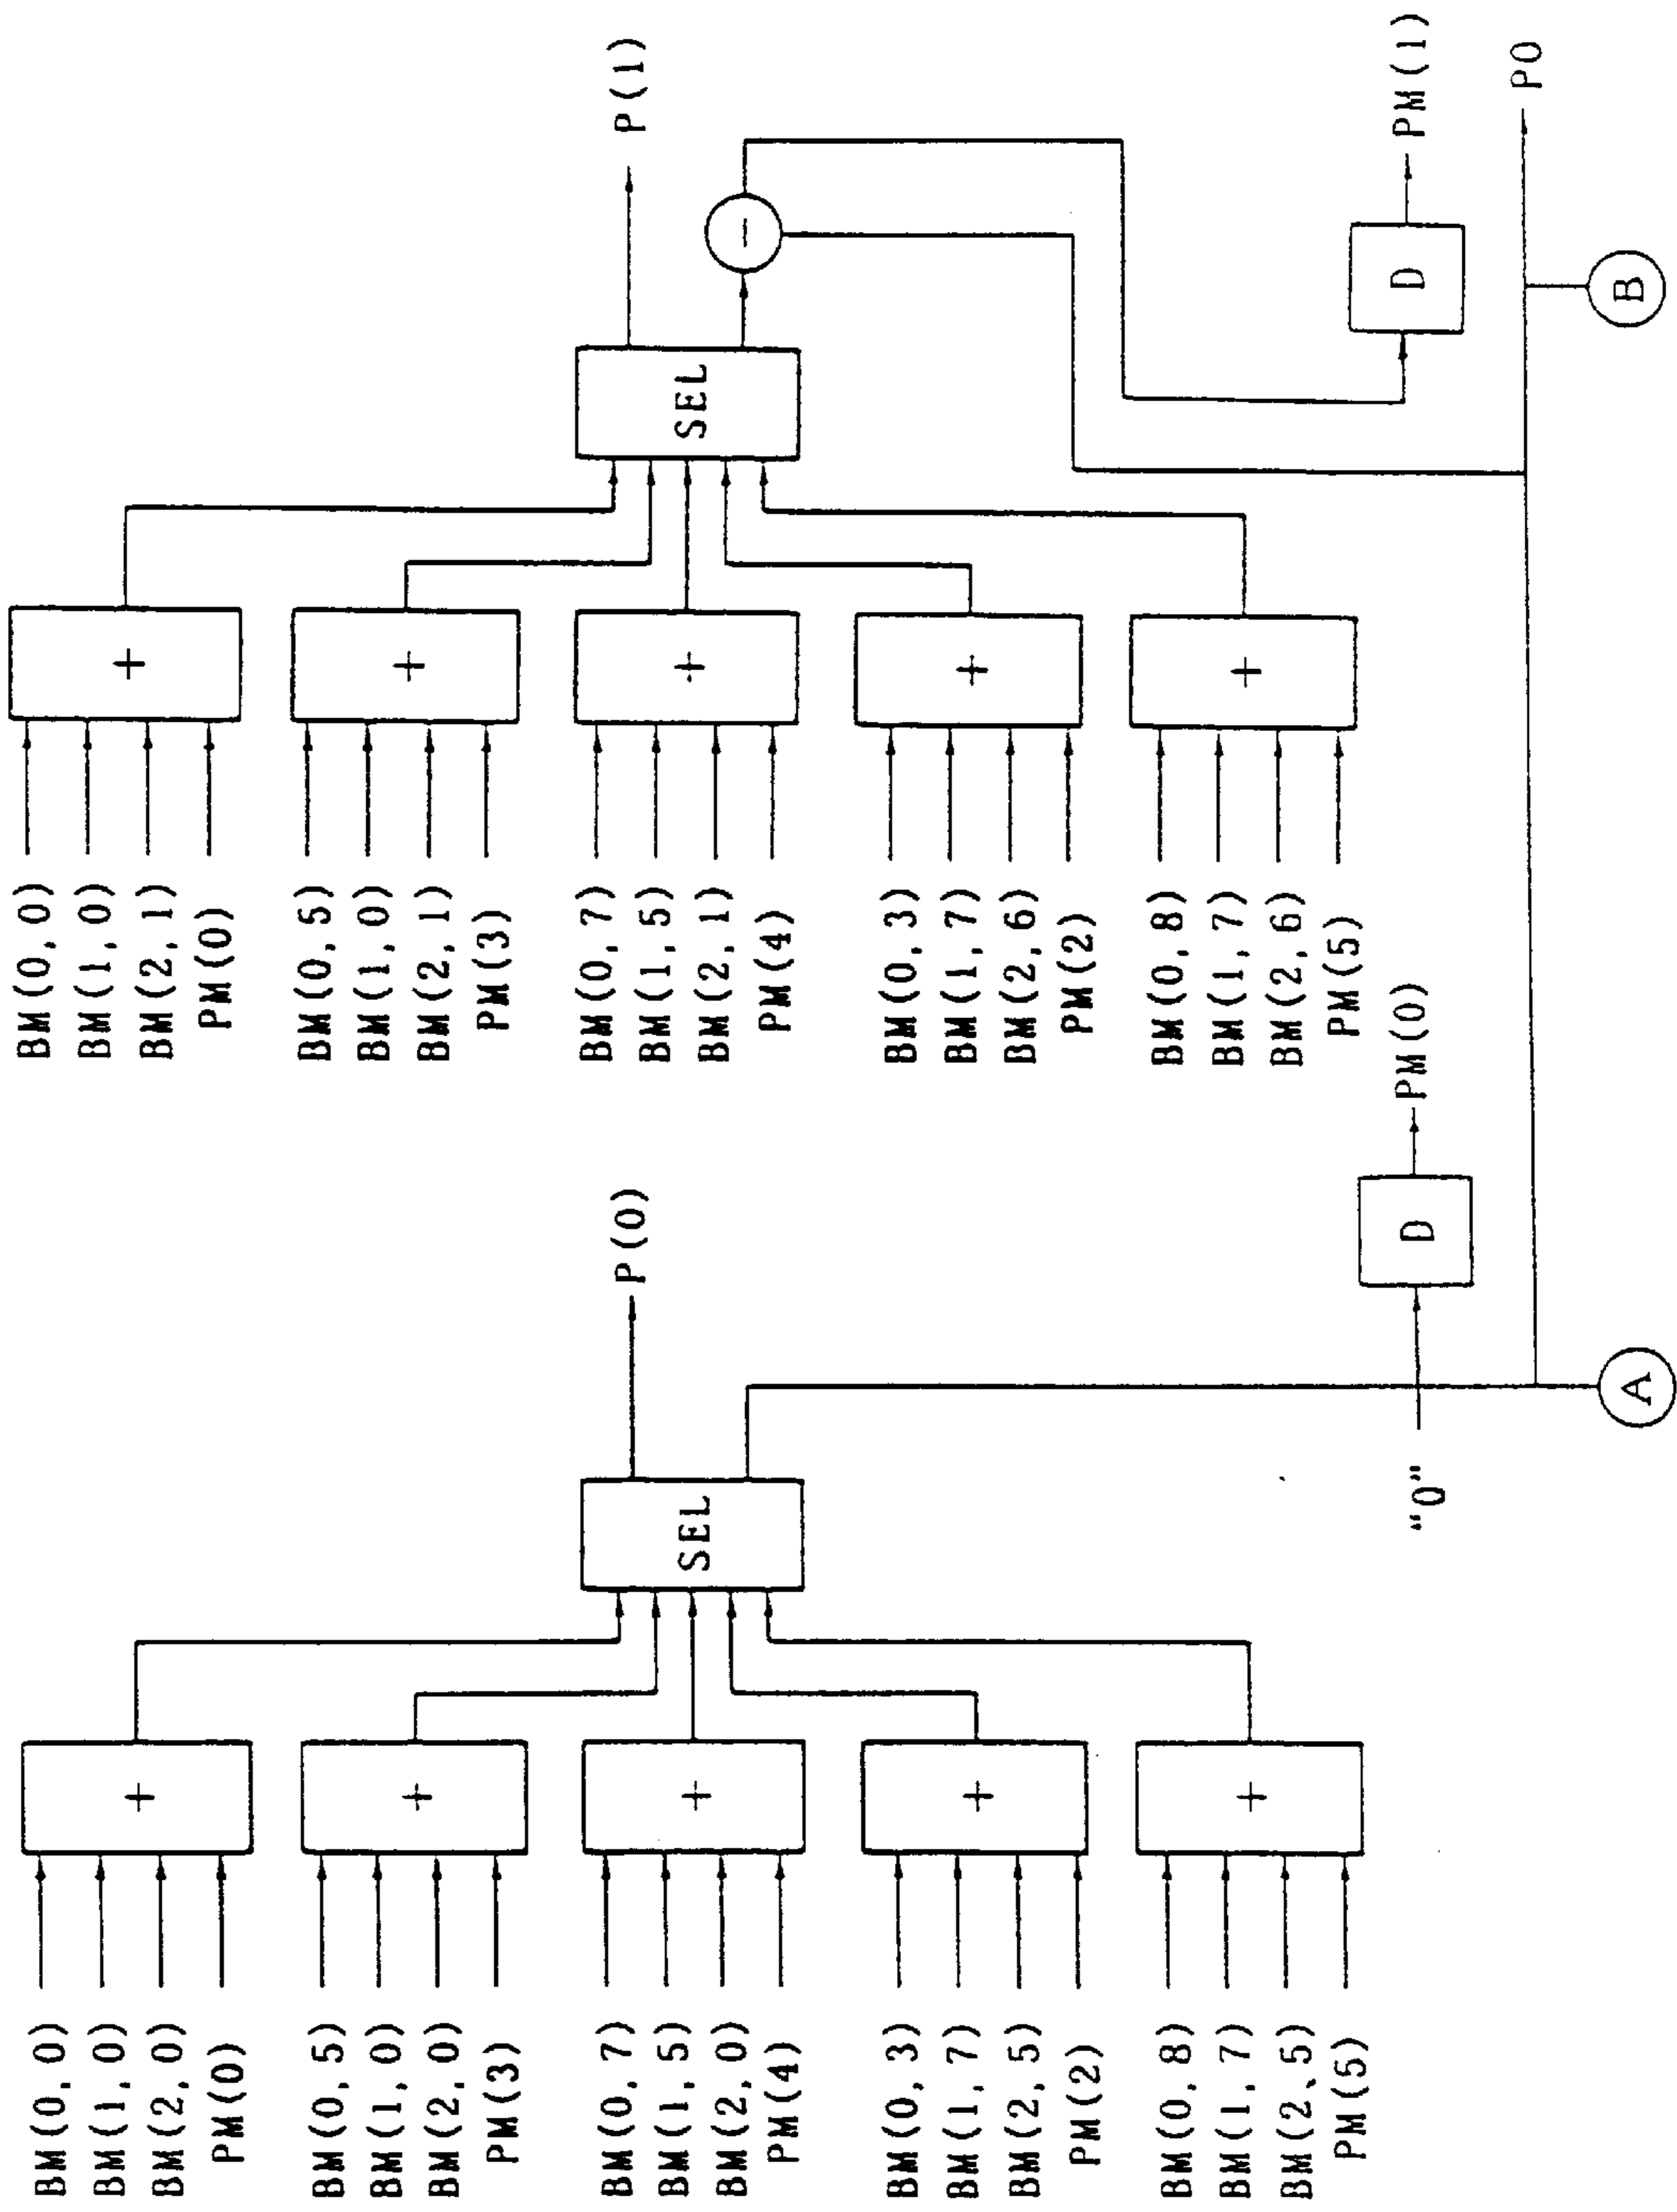 BM(0,0)
BM(1,0)
BM(2,0)
PM(0)
+
BM(0,5)
BM(1,0)
BM(2,0)
PM(3)
+
BM(0,7)
BM(1,5)
BM(2,0)
PM(4)
+
BM(0,3)
BM(1,7)
BM(2,5)
PM(2)
+
BM(0,8)
BM(1,7)
BM(2、5)
PM(5)
+
SEL
P(0)
"0"
D
PM(0)
A
BM(0,0)
BM(1,0)
BM(2,1)
PM(0)
+
BM(0,5)
BM(1,0)
BM(2,1)
PM(3)
+
BM(0,7)
BM(1,5)
BM(2,1)
PM(4)
+
BM(0,3)
BM(1,7)
BM(2,6)
PM(2)
+
BM(0,8)
BM(1,7)
BM(2,6)
PM(5)
+
SEL
P(1)
−
D
PM(1)
P0
B